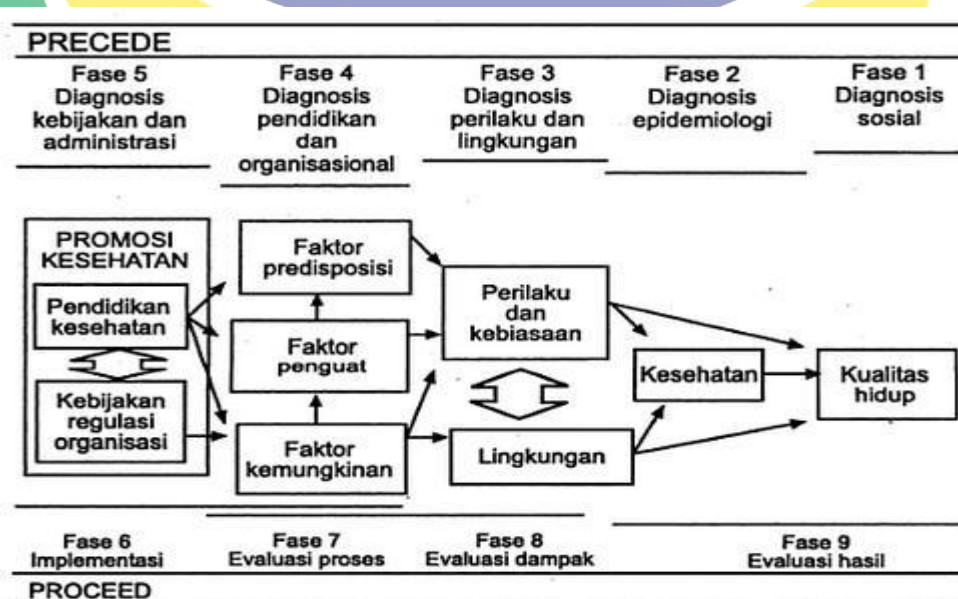 PRECEDE
Fase 5
Diagnosis
kebijakan dan
administrasi
Fase 4
Diagnosis
pendidikan
dan
organisasional
Fase 3
Diagnosis
perilaku dan
lingkungan
Fase 2
Diagnosis
epidemiologi
Fase 1
Diagnosis
sosial
PROMOSI
KESEHATAN
Pendidikan
kesehatan
Kebijakan
regulasi
organisasi
Faktor
predisposisi
Faktor
penguat
Faktor
kemungkinan
Perilaku
dan
kebiasaan
Lingkungan
Kesehatan
Kualitas
hidup
Fase 6
Implementasi
Fase 7
Evaluasi proses
Fase 8
Evaluasi dampak
Fase 9
Evaluasi hasil
PROCEED